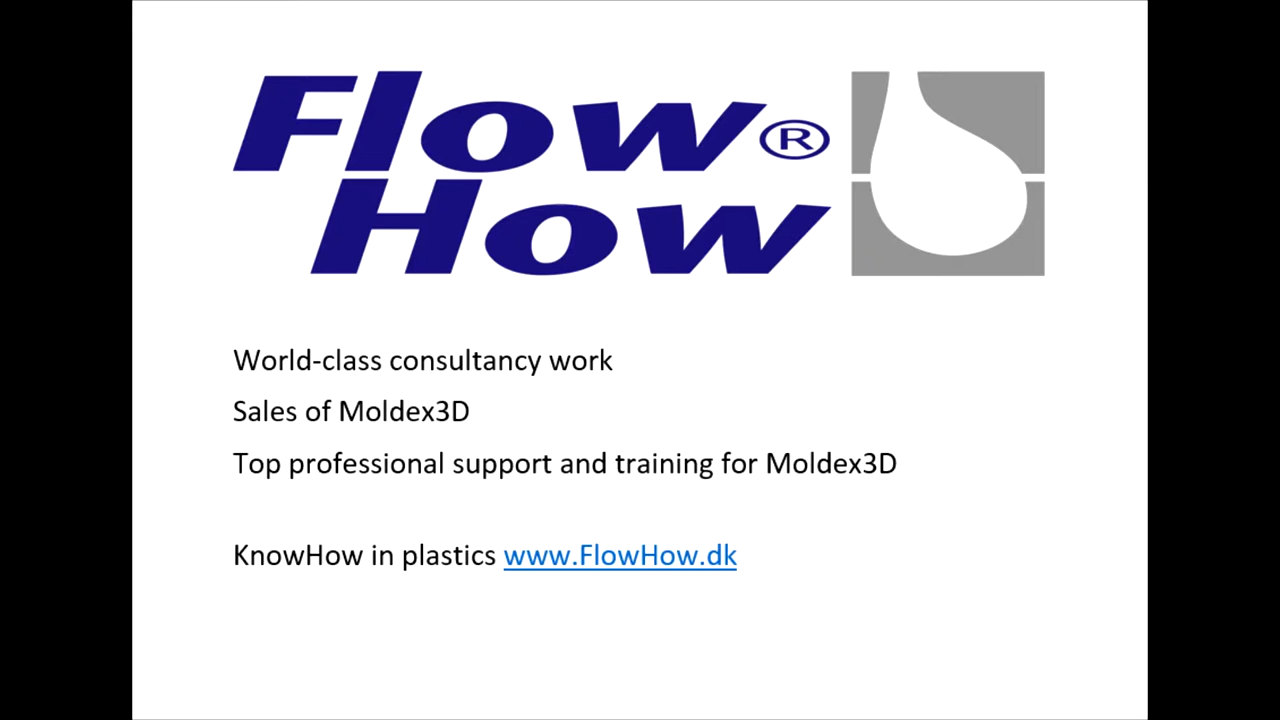 Flow®
How
World-class consultancy work
Sales of Moldex3D
Top professional support and training for Moldex3D
KnowHow in plastics www.FlowHow.dk